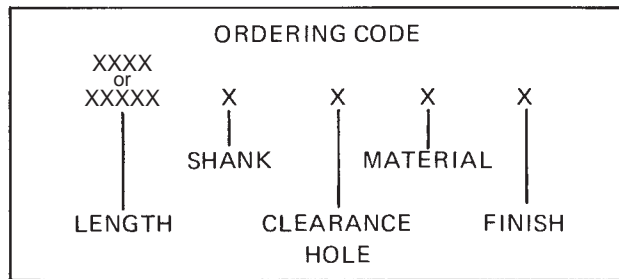 ORDERING CODE
XXXX
or
XXXXX X X X X
SHANK MATERIAL
LENGTH CLEARANCE FINISH
HOLE